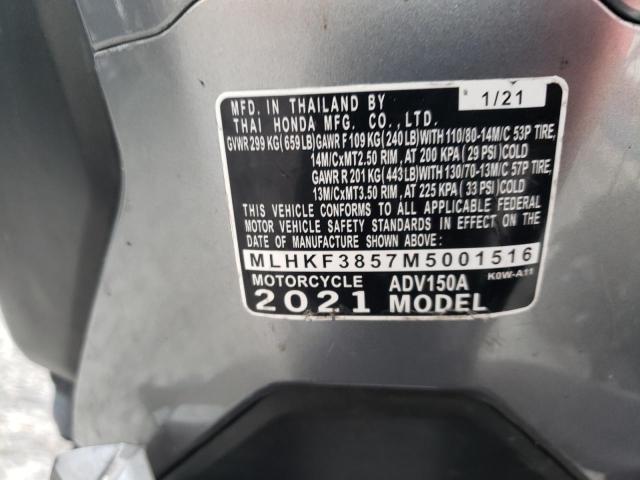 MFD. IN THAILAND BY 1/21
THAI HONDA MFG. CO., LTD.
GVWR 299 KG(659 LB)GAWR F 109 KG(240 LB)WITH 110/80-14M/C 53P TIRE,
14M/CxMT2.50 RIM, AT 200 KPA(29 PSI)COLD
GAWR R 201 KG(443 LB)WITH 130/70-13M/C 57P TIRE,
13M/CxMT3.50 RIM, AT 225 KPA(33 PSI)COLD
THIS VEHICLE CONFORMS TO ALL APPLICABLE FEDERAL
MOTOR VEHICLE SAFETY STANDARDS IN EFFECT ON THE
DATE OF MANUFACTURE SHOWN ABOVE.
MLHKF3857M5001516
K0W-A11
MOTORCYCLE ADV150A
2021 MODEL